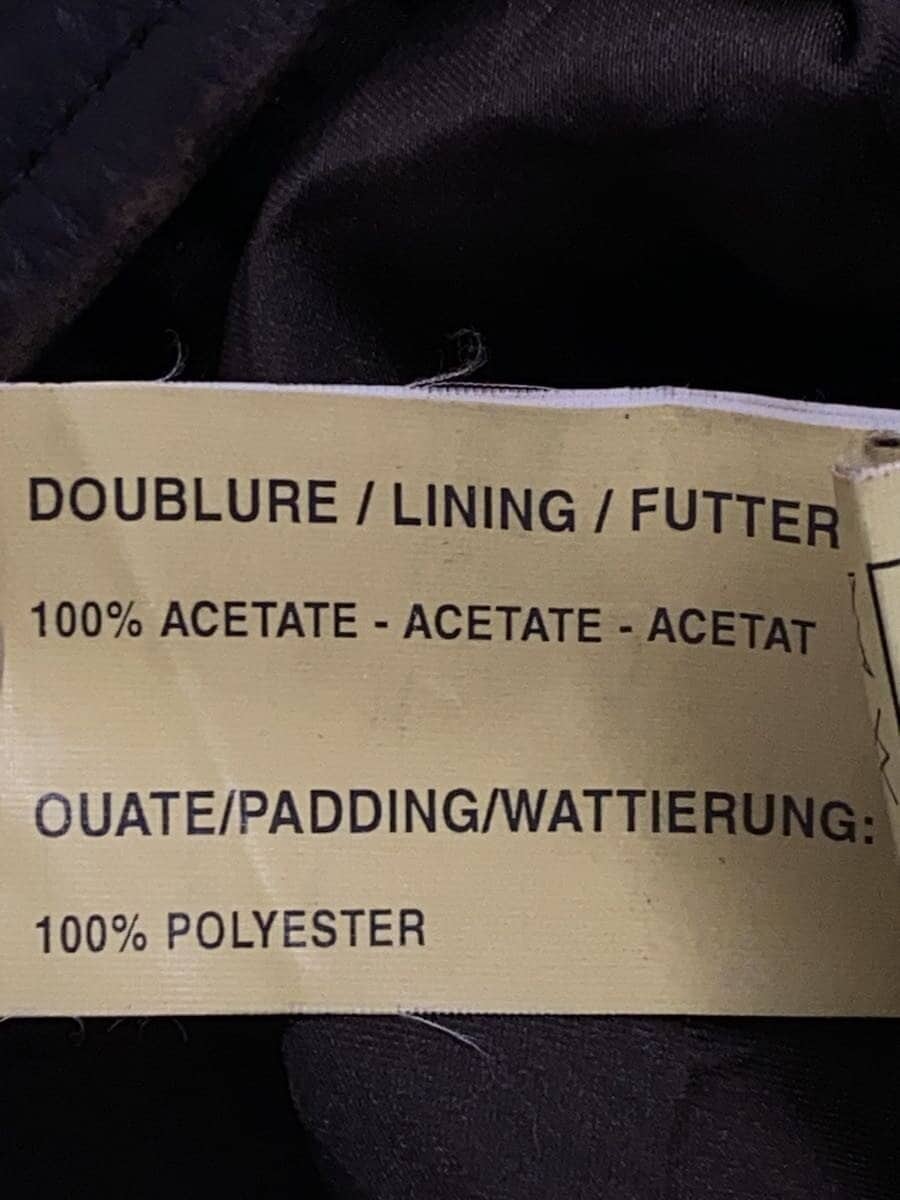 DOUBLURE / LINING / FUTTER
100% ACETATE - ACETATE - ACETAT
OUATE/PADDING/WATTIERUNG:
100% POLYESTER